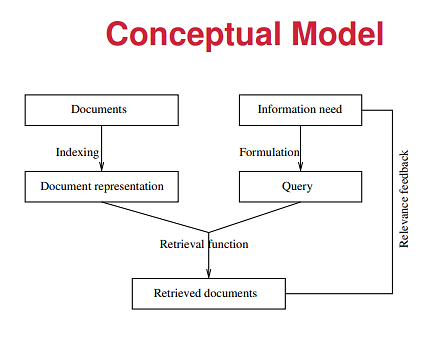 Conceptual Model
Documents
Information need
Indexing
Formulation
Document representation
Query
Relevance feedback
Retrieval function
Retrieved documents